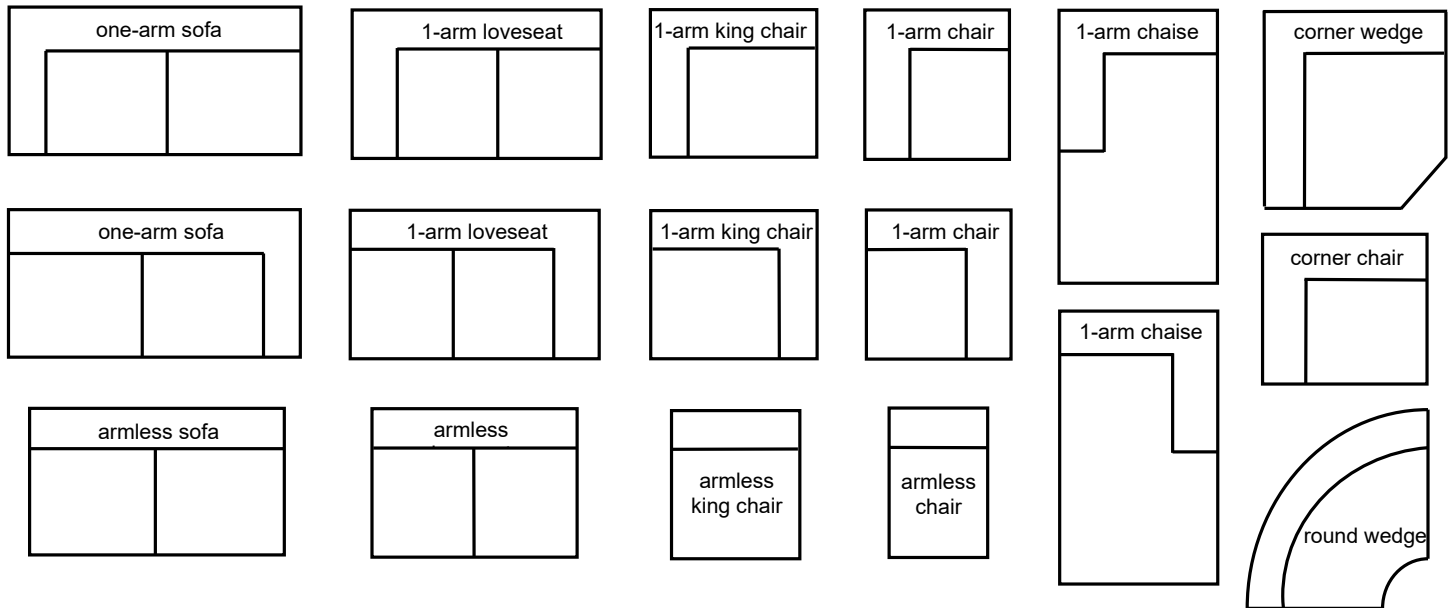 one-arm sofa
1-arm loveseat
1-arm king chair
1-arm chair
1-arm chaise
corner wedge
one-arm sofa
1-arm loveseat
1-arm king chair
1-arm chair
corner chair
1-arm chaise
armless sofa
armless
armless
king chair
armless
chair
round wedge